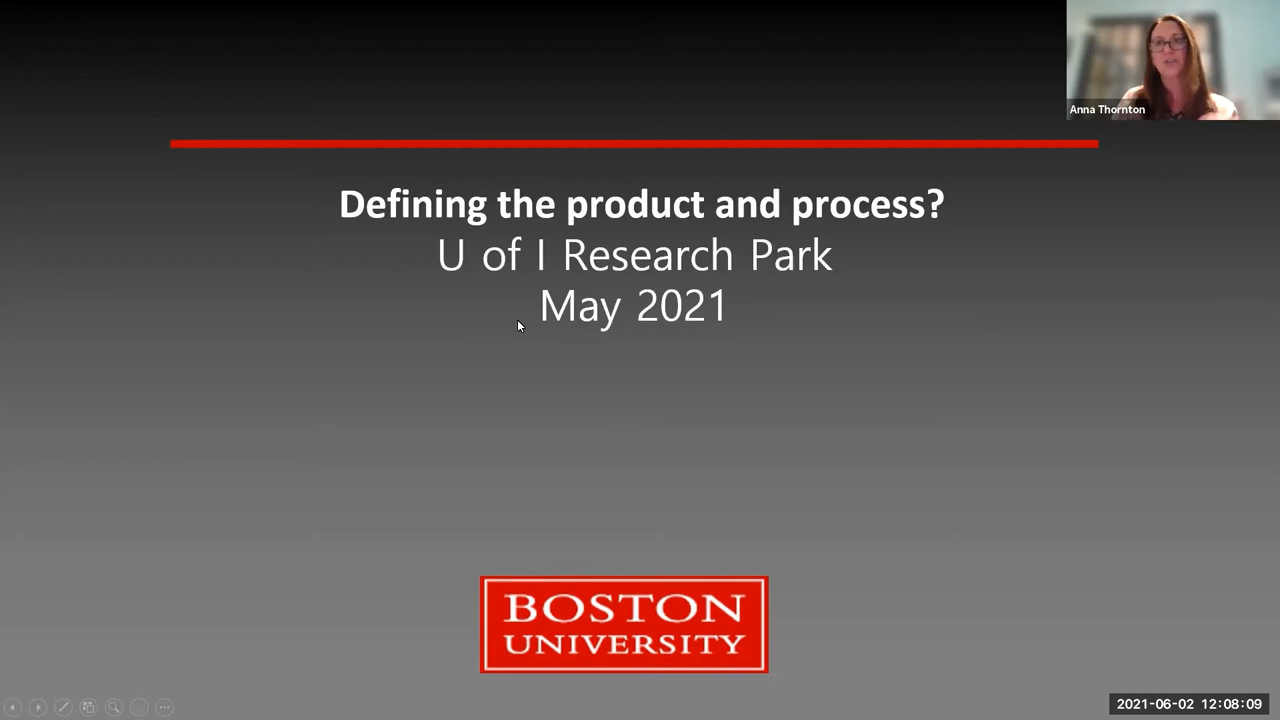 Anna Thornton
Defining the product and process?
U of I Research Park
May 2021
BOSTON
UNIVERSITY
2021-06-02 12:08:09